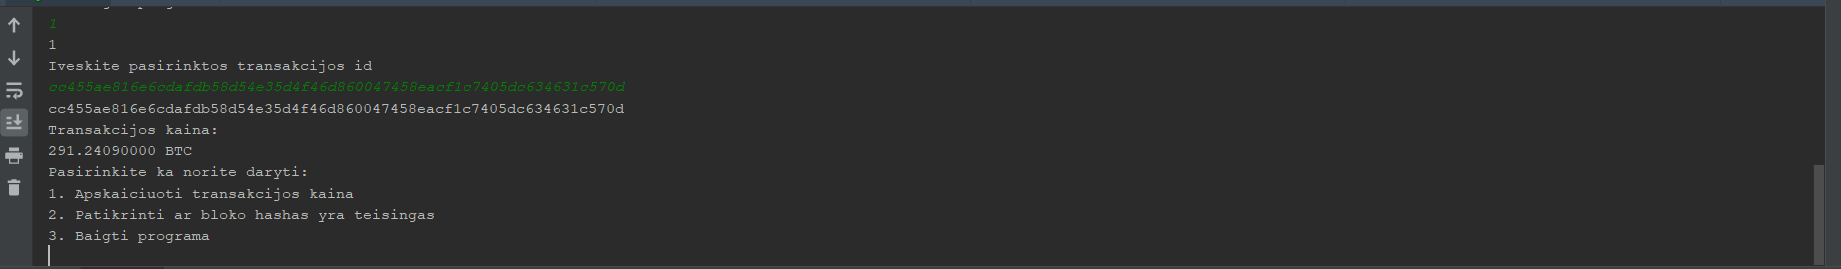 1
1
Iveskite pasirinktos transakcijos id
cc455ae816e6cdafdb58d54e35d4f46d860047458eacf1c7405dc634631c570d
cc455ae816e6cdafdb58d54e35d4f46d860047458eacf1c7405dc634631c570d
Transakcijos kaina:
291.24090000 BTC
Pasirinkite ka norite daryti:
1. Apskaiciuoti transakcijos kaina
2. Patikrinti ar bloko hashas yra teisingas
3. Baigti programa